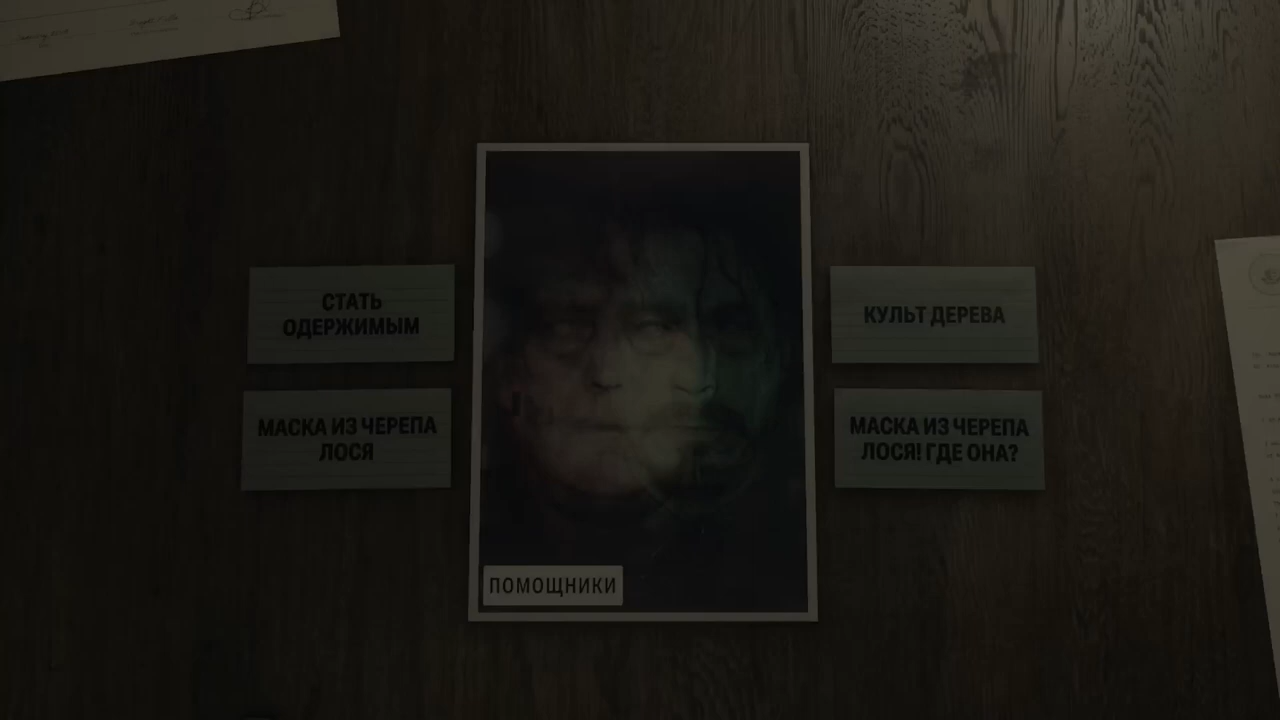 СТАТЬ
ОДЕРЖИМЫМ
МАСКА ИЗ ЧЕРЕПА
ЛОСЯ
КУЛЬТ ДЕРЕВА
МАСКА ИЗ ЧЕРЕПА
ЛОСЯ! ГДЕ ОНА?
ПОМОЩНИКИ